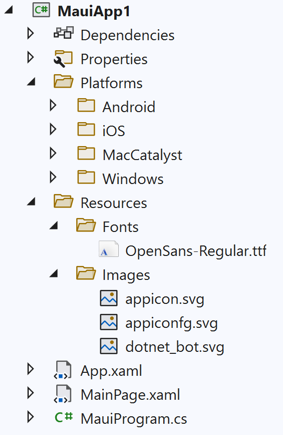 C# MauiApp1
Dependencies
Properties
Platforms
Android
iOS
MacCatalyst
Windows
Resources
Fonts
A OpenSans-Regular.ttf
Images
appicon.svg
appiconfg.svg
dotnet_bot.svg
App.xaml
MainPage.xaml
C# MauiProgram.cs